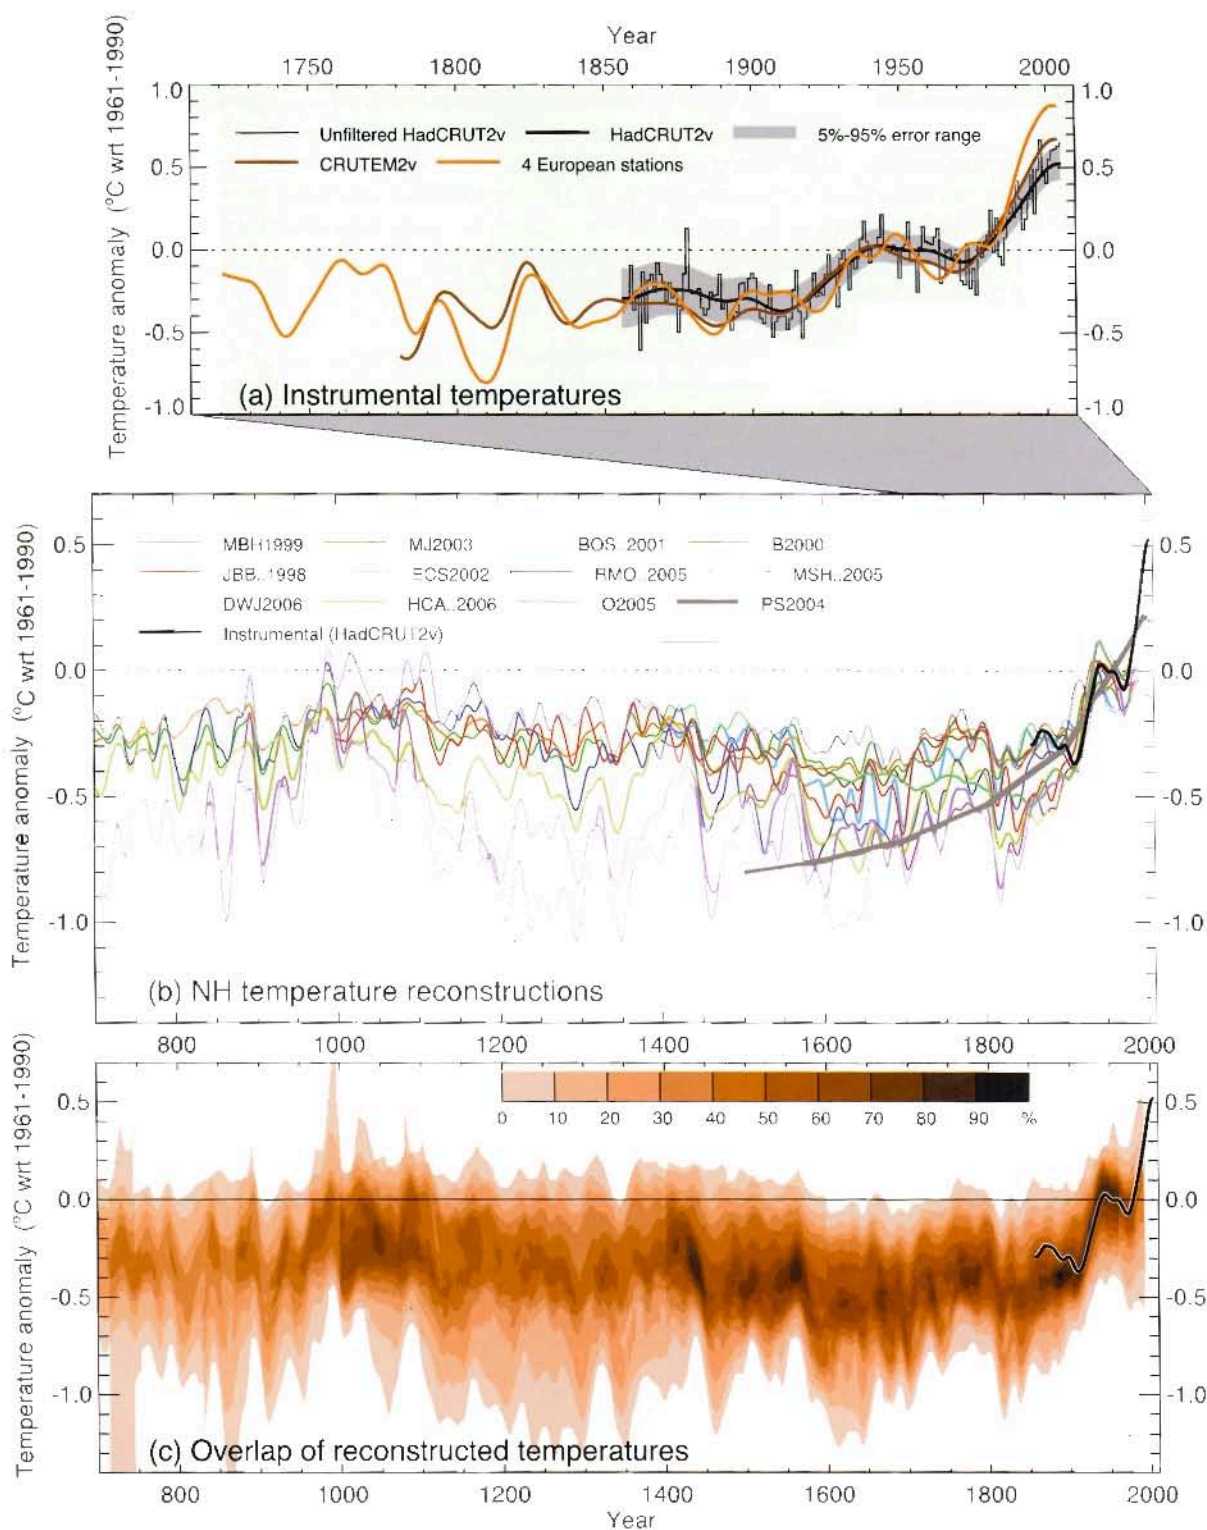 Year
1750 1800 1850 1900 1950 2000
Temperature anomaly (°C wrt 1961-1990)
1.0 1.0
Unfiltered HadCRUT2v HadCRUT2v 5%-95% error range
CRUTEM2v 4 European stations
0.5 0.5
0.0 0.0
-0.5 -0.5
-1.0 -1.0
(a) Instrumental temperatures
Temperature anomaly (°C wrt 1961-1990)
0.5 0.5
MBH1999 MJ2003 BOS..2001 B2000
JBB..1998 ECS2002 RMO..2005 MSH..2005
DWJ2006 HCA..2006 O2005 PS2004
Instrumental (HadCRUT2v)
0.0 0.0
-0.5 -0.5
-1.0 -1.0
(b) NH temperature reconstructions
800 1000 1200 1400 1600 1800 2000
Temperature anomaly (°C wrt 1961-1990)
0.5 0.5
0 10 20 30 40 50 60 70 80 90 %
0.0 0.0
-0.5 -0.5
-1.0 -1.0
(c) Overlap of reconstructed temperatures
800 1000 1200 1400 1600 1800 2000
Year